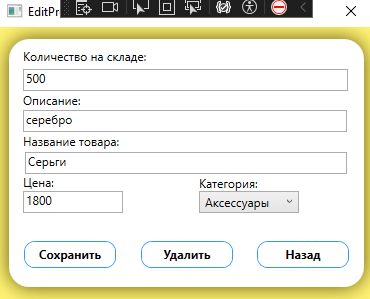 EditPr
Количество на складе:
500
Описание:
серебро
Название товара:
Серьги
Цена: Категория:
1800 Аксессуары
Сохранить Удалить Назад